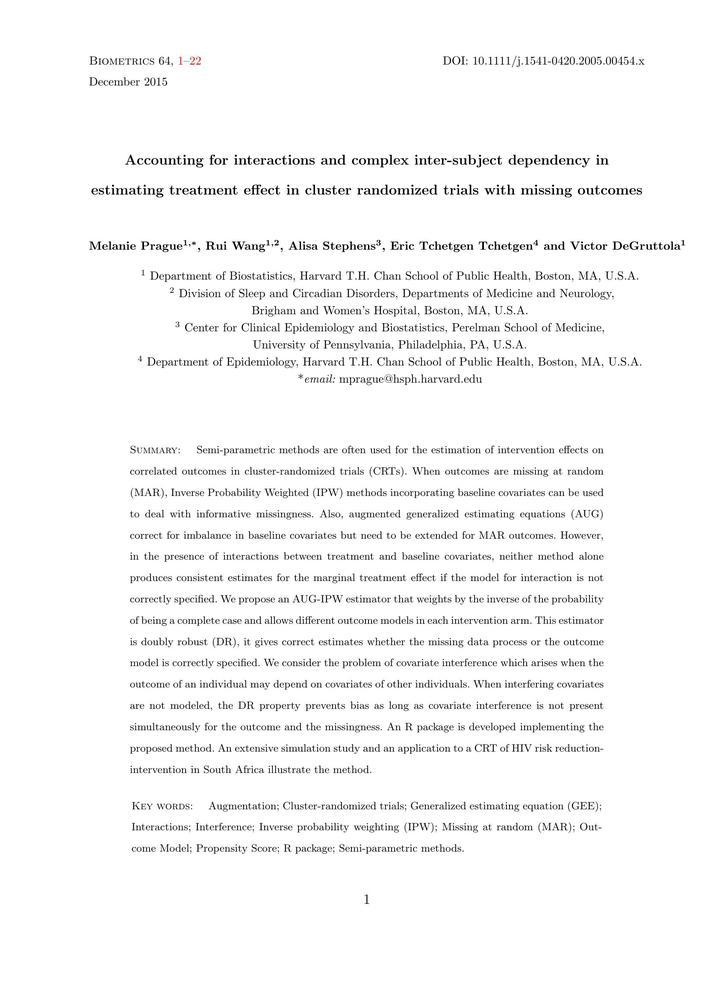 Biometrics 64, 1–22 DOI: 10.1111/j.1541-0420.2005.00454.x
December 2015
Accounting for interactions and complex inter-subject dependency in
estimating treatment effect in cluster randomized trials with missing outcomes
Melanie Prague1,∗, Rui Wang1,2, Alisa Stephens3, Eric Tchetgen Tchetgen4 and Victor DeGruttola1
1 Department of Biostatistics, Harvard T.H. Chan School of Public Health, Boston, MA, U.S.A.
2 Division of Sleep and Circadian Disorders, Departments of Medicine and Neurology,
Brigham and Women's Hospital, Boston, MA, U.S.A.
3 Center for Clinical Epidemiology and Biostatistics, Perelman School of Medicine,
University of Pennsylvania, Philadelphia, PA, U.S.A.
4 Department of Epidemiology, Harvard T.H. Chan School of Public Health, Boston, MA, U.S.A.
*email: mprague@hsph.harvard.edu
Summary: Semi-parametric methods are often used for the estimation of intervention effects on
correlated outcomes in cluster-randomized trials (CRTs). When outcomes are missing at random
(MAR), Inverse Probability Weighted (IPW) methods incorporating baseline covariates can be used
to deal with informative missingness. Also, augmented generalized estimating equations (AUG)
correct for imbalance in baseline covariates but need to be extended for MAR outcomes. However,
in the presence of interactions between treatment and baseline covariates, neither method alone
produces consistent estimates for the marginal treatment effect if the model for interaction is not
correctly specified. We propose an AUG-IPW estimator that weights by the inverse of the probability
of being a complete case and allows different outcome models in each intervention arm. This estimator
is doubly robust (DR), it gives correct estimates whether the missing data process or the outcome
model is correctly specified. We consider the problem of covariate interference which arises when the
outcome of an individual may depend on covariates of other individuals. When interfering covariates
are not modeled, the DR property prevents bias as long as covariate interference is not present
simultaneously for the outcome and the missingness. An R package is developed implementing the
proposed method. An extensive simulation study and an application to a CRT of HIV risk reduction-
intervention in South Africa illustrate the method.
Key words: Augmentation; Cluster-randomized trials; Generalized estimating equation (GEE);
Interactions; Interference; Inverse probability weighting (IPW); Missing at random (MAR); Out-
come Model; Propensity Score; R package; Semi-parametric methods.
1